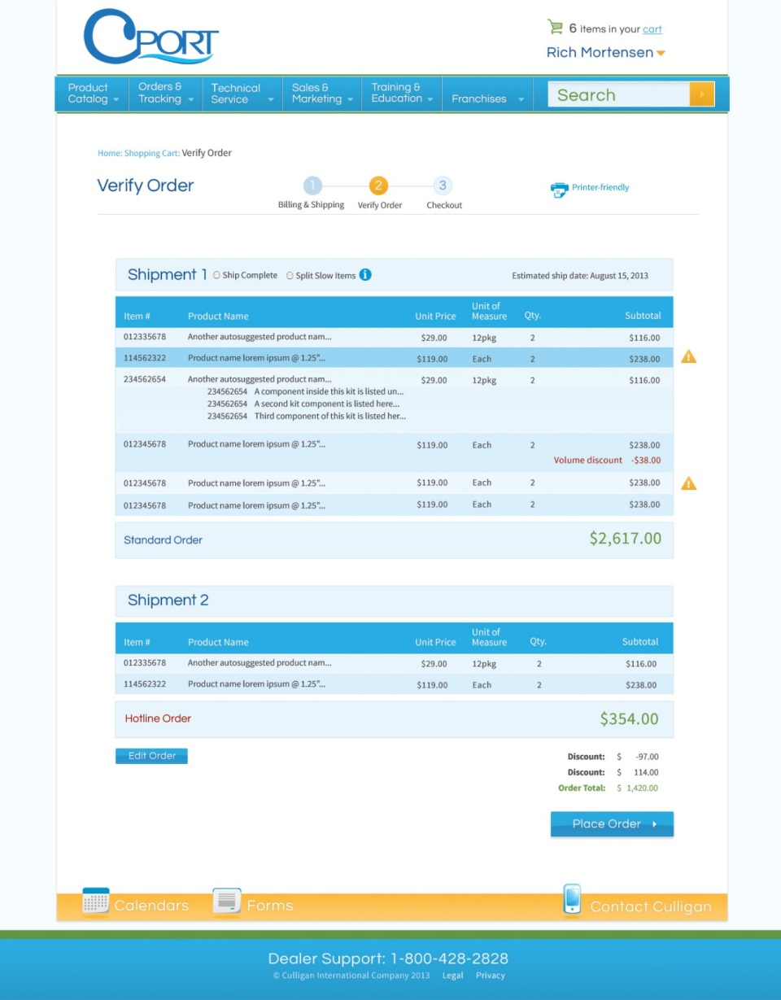 CPORT
6 items in your cart
Rich Mortensen
Product Catalog
Orders & Tracking
Technical Service
Sales & Marketing
Training & Education
Franchises
Search
Home: Shopping Cart: Verify Order
Verify Order
1 2 3
Billing & Shipping Verify Order Checkout
Printer-friendly
Shipment 1 Ship Complete Split Slow Items i Estimated ship date: August 15, 2013
Item # Product Name Unit Price Unit of Measure Qty. Subtotal
012335678 Another autosuggested product nam... $29.00 12pkg 2 $116.00
114562322 Product name lorem ipsum @ 1.25"... $119.00 Each 2 $238.00 !
234562654 Another autosuggested product nam... $29.00 12pkg 2 $116.00
234562654 A component inside this kit is listed un...
234562654 A second kit component is listed here...
234562654 Third component of this kit is listed her...
012345678 Product name lorem ipsum @ 1.25"... $119.00 Each 2 $238.00
Volume discount -$38.00
012345678 Product name lorem ipsum @ 1.25"... $119.00 Each 2 $238.00 !
012345678 Product name lorem ipsum @ 1.25"... $119.00 Each 2 $238.00
Standard Order $2,617.00
Shipment 2
Item # Product Name Unit Price Unit of Measure Qty. Subtotal
012335678 Another autosuggested product nam... $29.00 12pkg 2 $116.00
114562322 Product name lorem ipsum @ 1.25"... $119.00 Each 2 $238.00
Hotline Order $354.00
Edit Order
Discount: $ -97.00
Discount: $ 114.00
Order Total: $ 1,420.00
Place Order
Calendars Forms Contact Culligan
Dealer Support: 1-800-428-2828
© Culligan International Company 2013 Legal Privacy